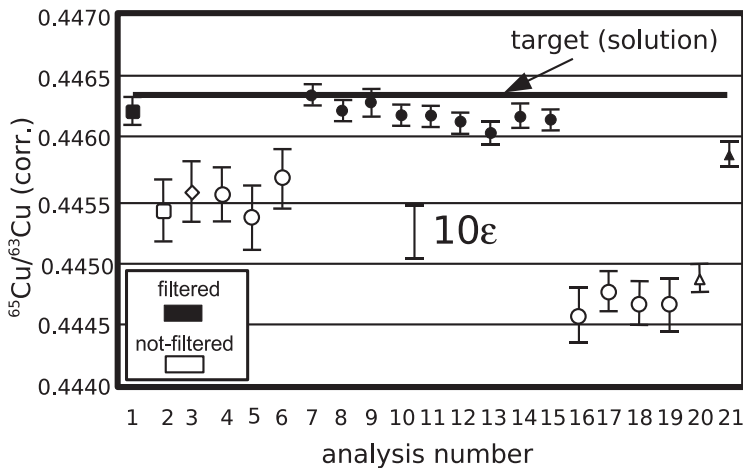 0.4470
target (solution)
0.4465
0.4460
0.4455
10ε
0.4450
0.4445
0.4440
⁶⁵Cu/⁶³Cu (corr.)
filtered
not-filtered
1 2 3 4 5 6 7 8 9 10 11 12 13 14 15 16 17 18 19 20 21
analysis number